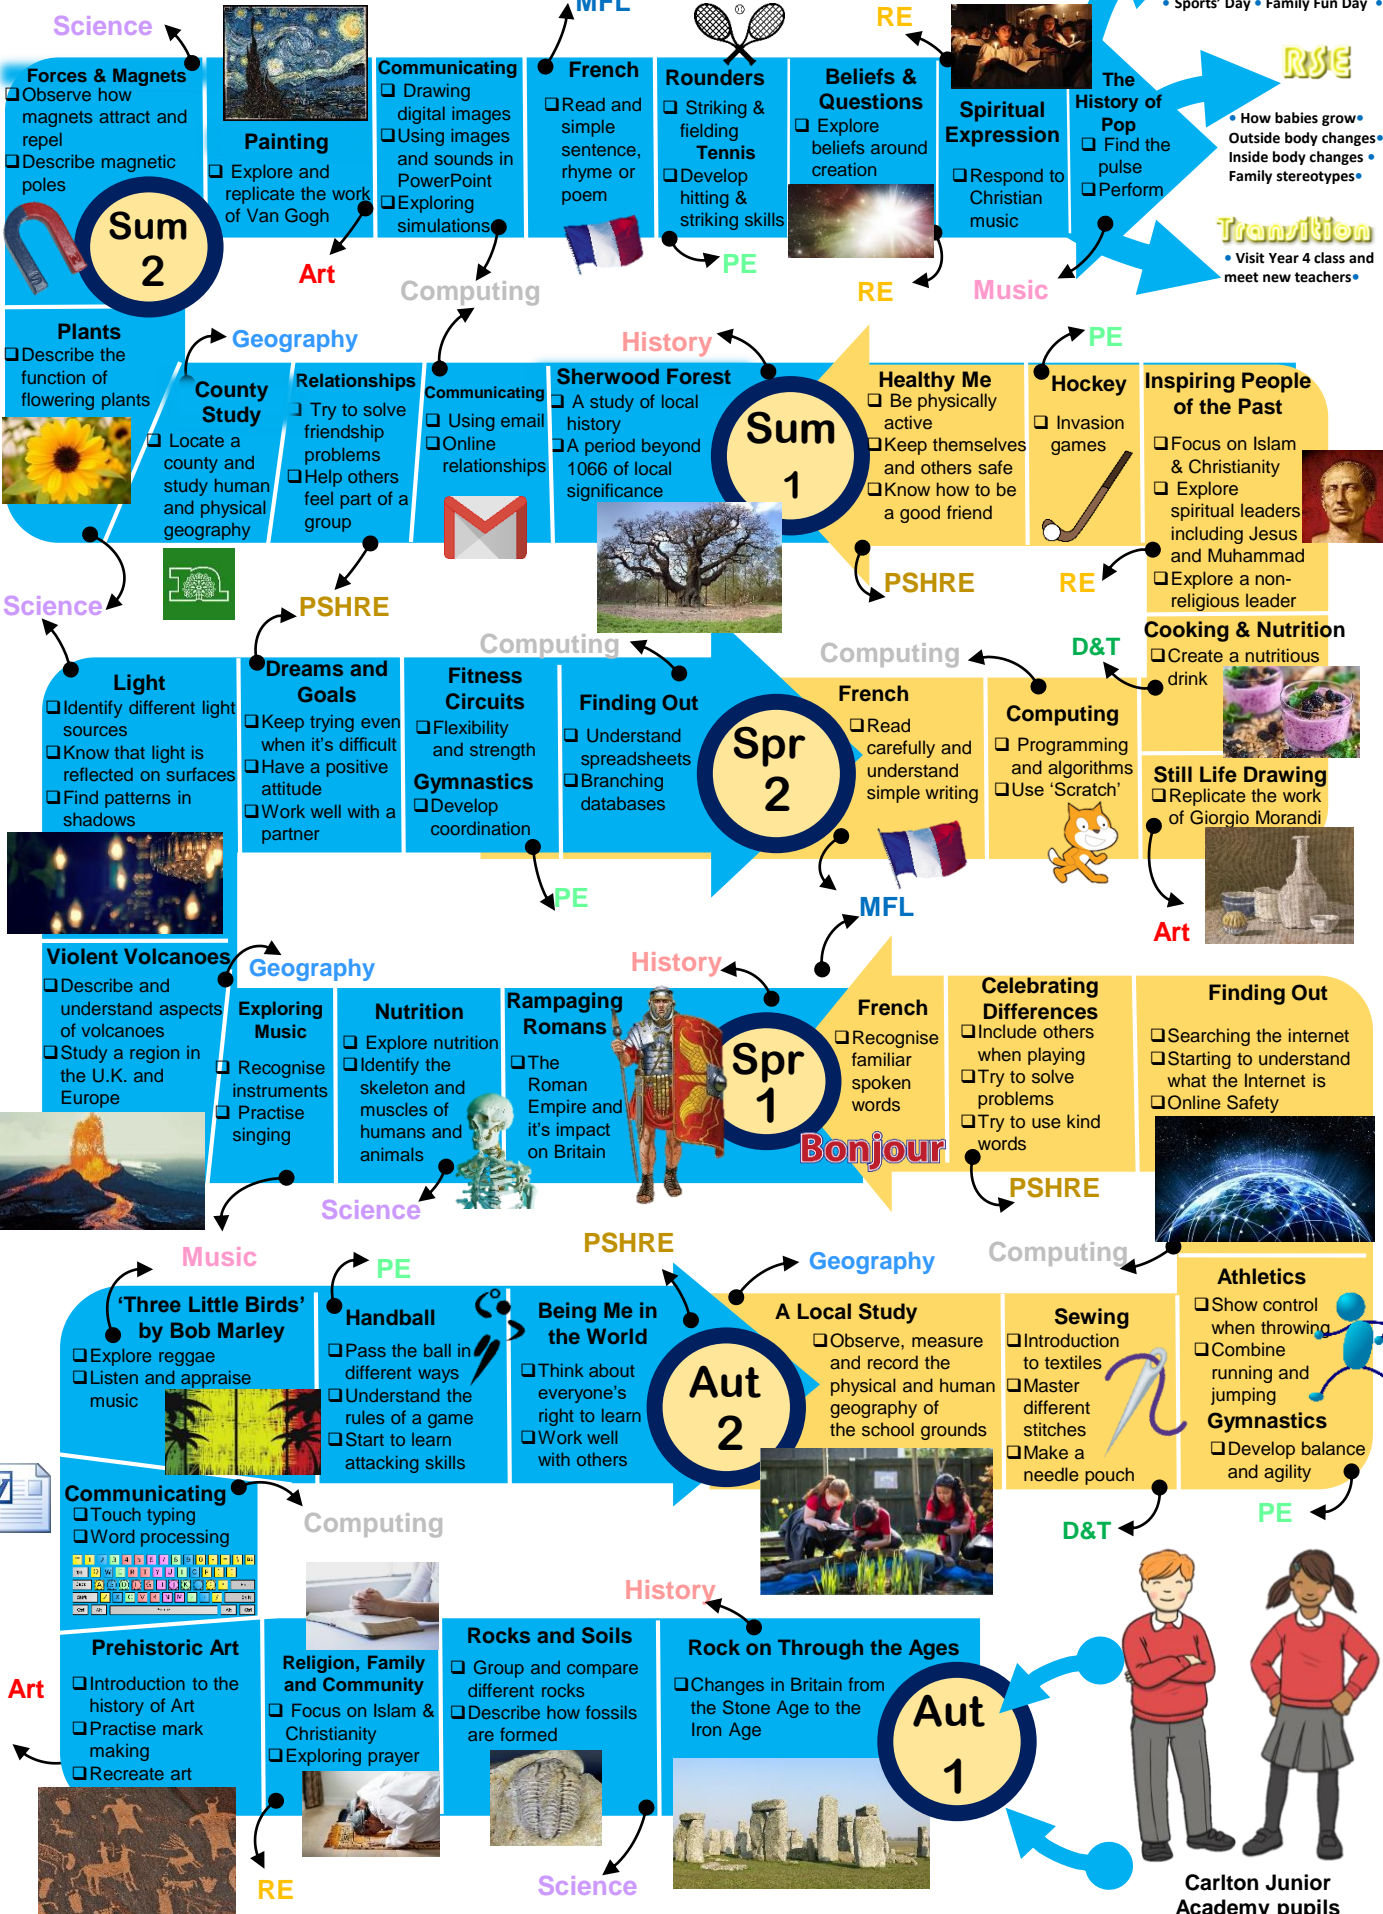 • Sports' Day • Family Fun Day •
MFL
Science
RE
RSE
• How babies grow•
Outside body changes•
Inside body changes •
Family stereotypes•
Transition
• Visit Year 4 class and
meet new teachers•
Forces & Magnets
Observe how
magnets attract and
repel
Describe magnetic
poles
Sum
2
Painting
Explore and
replicate the work
of Van Gogh
Art
Communicating
Drawing
digital images
Using images
and sounds in
PowerPoint
Exploring
simulations
Computing
French
Read and
simple
sentence,
rhyme or
poem
Rounders
Striking &
fielding
Tennis
Develop
hitting &
striking skills
PE
Beliefs &
Questions
Explore
beliefs around
creation
RE
Spiritual
Expression
Respond to
Christian
music
The
History of
Pop
Find the
pulse
Perform
Music
Plants
Describe the
function of
flowering plants
Science
Geography
County
Study
Locate a
county and
study human
and physical
geography
n
Relationships
Try to solve
friendship
problems
Help others
feel part of a
group
PSHRE
Communicating
Using email
Online
relationships
History
Sherwood Forest
A study of local
history
A period beyond
1066 of local
significance
Sum
1
Healthy Me
Be physically
active
Keep themselves
and others safe
Know how to be
a good friend
PSHRE
PE
Hockey
Invasion
games
Inspiring People
of the Past
Focus on Islam
& Christianity
Explore
spiritual leaders
including Jesus
and Muhammad
Explore a non-
religious leader
RE
Cooking & Nutrition
Create a nutritious
drink
D&T
Still Life Drawing
Replicate the work
of Giorgio Morandi
Art
Computing
Computing
Programming
and algorithms
Use 'Scratch'
French
Read
carefully and
understand
simple writing
MFL
Spr
2
Computing
Finding Out
Understand
spreadsheets
Branching
databases
Fitness
Circuits
Flexibility
and strength
Gymnastics
Develop
coordination
PE
Dreams and
Goals
Keep trying even
when it's difficult
Have a positive
attitude
Work well with a
partner
Light
Identify different light
sources
Know that light is
reflected on surfaces
Find patterns in
shadows
Violent Volcanoes
Describe and
understand aspects
of volcanoes
Study a region in
the U.K. and
Europe
Geography
Exploring
Music
Recognise
instruments
Practise
singing
Music
Nutrition
Explore nutrition
Identify the
skeleton and
muscles of
humans and
animals
Science
Rampaging
Romans
The
Roman
Empire and
it's impact
on Britain
History
Spr
1
French
Recognise
familiar
spoken
words
Bonjour
Celebrating
Differences
Include others
when playing
Try to solve
problems
Try to use kind
words
PSHRE
Finding Out
Searching the internet
Starting to understand
what the Internet is
Online Safety
Computing
Athletics
Show control
when throwing
Combine
running and
jumping
Gymnastics
Develop balance
and agility
PE
Sewing
Introduction
to textiles
Master
different
stitches
Make a
needle pouch
D&T
Geography
A Local Study
Observe, measure
and record the
physical and human
geography of
the school grounds
Aut
2
PSHRE
Being Me in
the World
Think about
everyone's
right to learn
Work well
with others
PE
Handball
Pass the ball in
different ways
Understand the
rules of a game
Start to learn
attacking skills
'Three Little Birds'
by Bob Marley
Explore reggae
Listen and appraise
music
Communicating
Touch typing
Word processing
Computing
Prehistoric Art
Introduction to the
history of Art
Practise mark
making
Recreate art
Art
Religion, Family
and Community
Focus on Islam &
Christianity
Exploring prayer
RE
Rocks and Soils
Group and compare
different rocks
Describe how fossils
are formed
Science
History
Rock on Through the Ages
Changes in Britain from
the Stone Age to the
Iron Age
Aut
1
Carlton Junior
Academy pupils